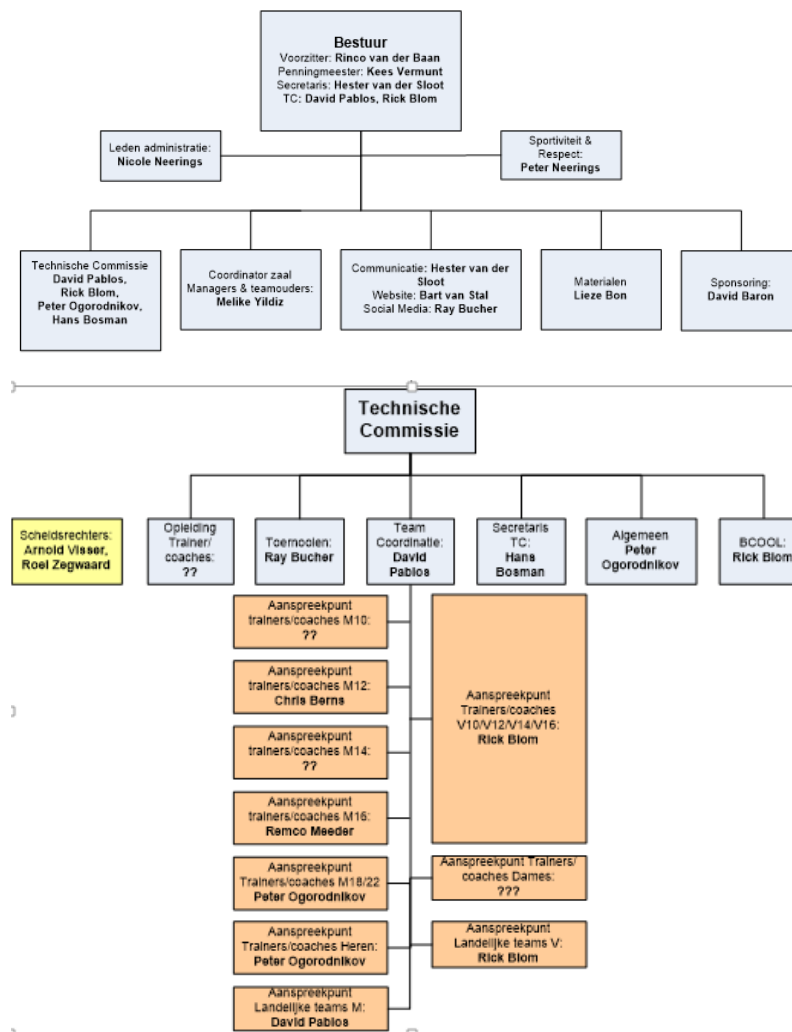 Bestuur
Voorzitter: Rinco van der Baan
Penningmeester: Kees Vermunt
Secretaris: Hester van der Sloot
TC: David Pablos, Rick Blom
Leden administratie:
Nicole Neerings
Sportiviteit &
Respect:
Peter Neerings
Technische Commissie
David Pablos,
Rick Blom,
Peter Ogorodnikov,
Hans Bosman
Coordinator zaal
Managers & teamouders:
Melike Yildiz
Communicatie: Hester van der
Sloot
Website: Bart van Stal
Social Media: Ray Bucher
Materialen
Lieze Bon
Sponsoring:
David Baron
Technische
Commissie
Scheidsrechters:
Arnold Visser,
Roel Zegwaard
Opleiding
Trainer/
coaches:
??
Toernooien:
Ray Bucher
Team
Coordinatie:
David
Pablos
Secretaris
TC:
Hans
Bosman
Algemeen
Peter
Ogorodnikov
BCOOL:
Rick Blom
Aanspreekpunt
trainers/coaches M10:
??
Aanspreekpunt
trainers/coaches M12:
Chris Berns
Aanspreekpunt
trainers/coaches M14:
??
Aanspreekpunt
trainers/coaches M16:
Remco Meeder
Aanspreekpunt
Trainers/coaches M18/22
Peter Ogorodnikov
Aanspreekpunt
Trainers/coaches Heren:
Peter Ogorodnikov
Aanspreekpunt
Landelijke teams M:
David Pablos
Aanspreekpunt
Trainers/coaches
V10/V12/V14/V16:
Rick Blom
Aanspreekpunt Trainers/
coaches Dames:
???
Aanspreekpunt
Landelijke teams V:
Rick Blom